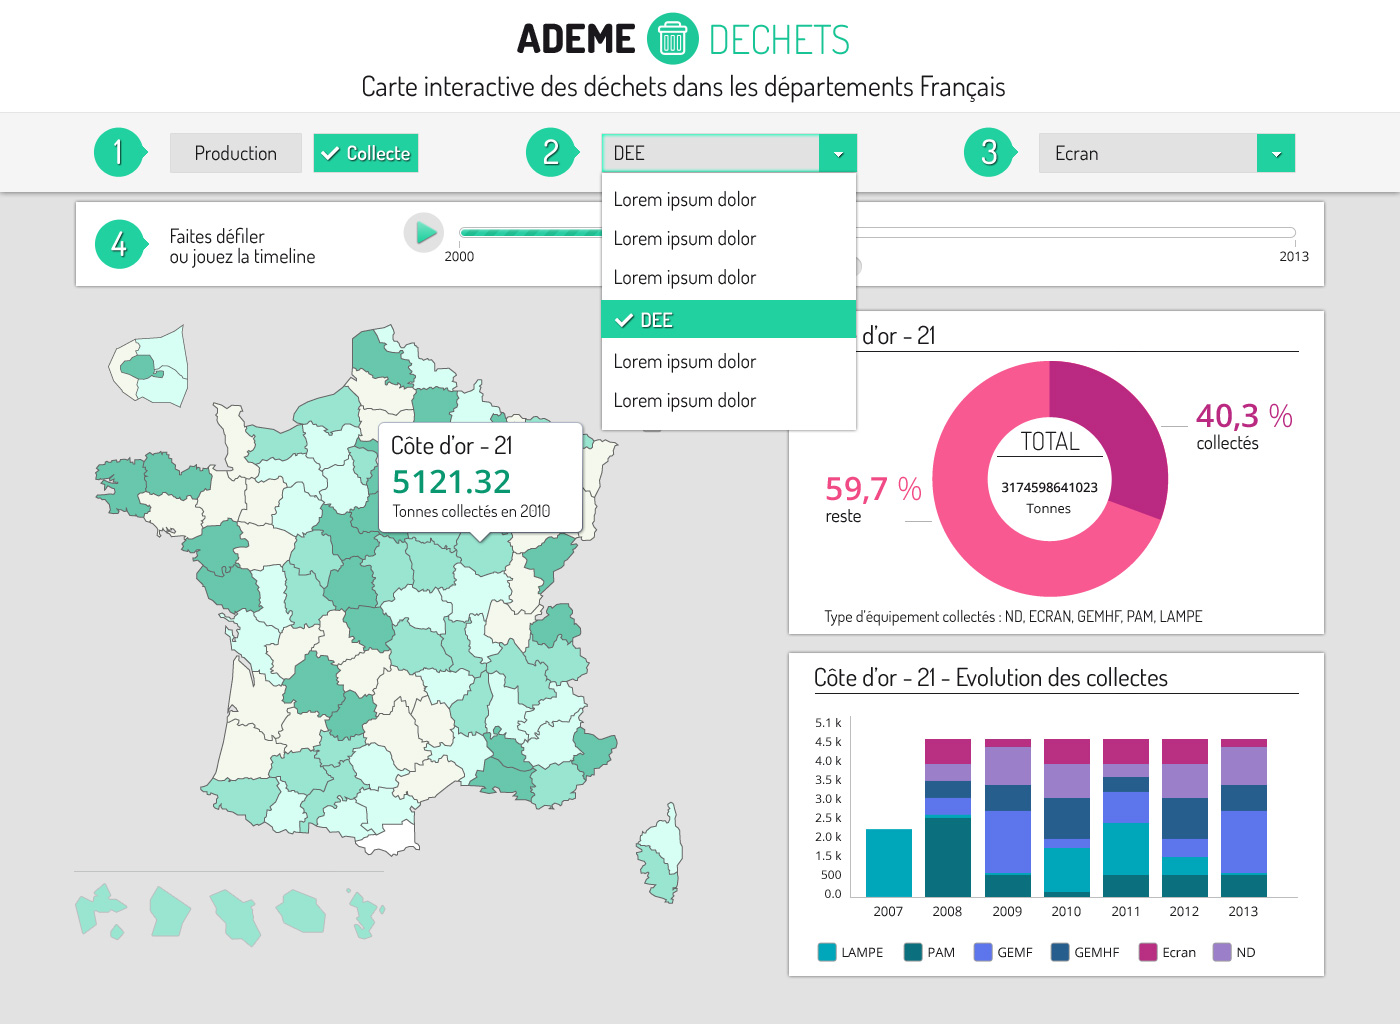 ADEME DECHETS
Carte interactive des déchets dans les départements Français
1
Production
Collecte
2
DEE
3
Ecran
Lorem ipsum dolor
Lorem ipsum dolor
Lorem ipsum dolor
DEE
Lorem ipsum dolor
Lorem ipsum dolor
4
Faites défiler
ou jouez la timeline
2000
2013
Côte d'or - 21
5121.32
Tonnes collectés en 2010
d'or - 21
40,3 %
collectés
59,7 %
reste
TOTAL
3174598641023
Tonnes
Type d'équipement collectés : ND, ECRAN, GEMHF, PAM, LAMPE
Côte d'or - 21 - Evolution des collectes
5.1 k
4.5 k
4.0 k
3.5 k
3.0 k
2.5 k
2.0 k
1.5 k
500
0.0
2007 2008 2009 2010 2011 2012 2013
LAMPE PAM GEMF GEMHF Ecran ND